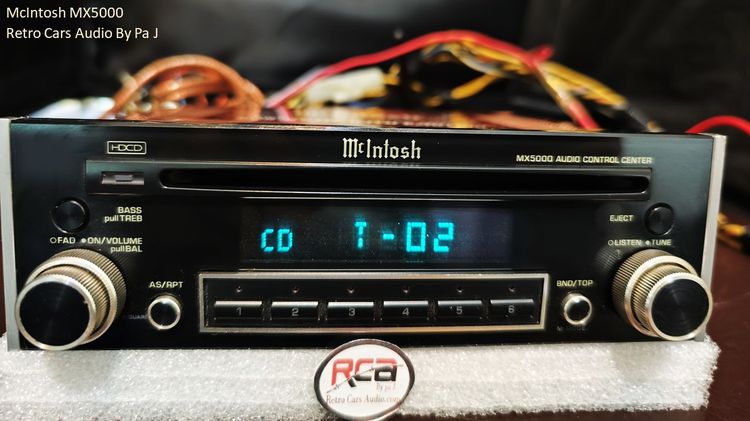 McIntosh MX5000
Retro Cars Audio By Pa J
HDCD
McIntosh
MX5000 AUDIO CONTROL CENTER
BASS
pull TREB
EJECT
FAD ON/VOLUME
pull BAL
LISTEN TUNE
CD T-02
AS/RPT
BND/TOP
1 2 3 4 5 6
RCA
By pa J
Retro Cars Audio.com